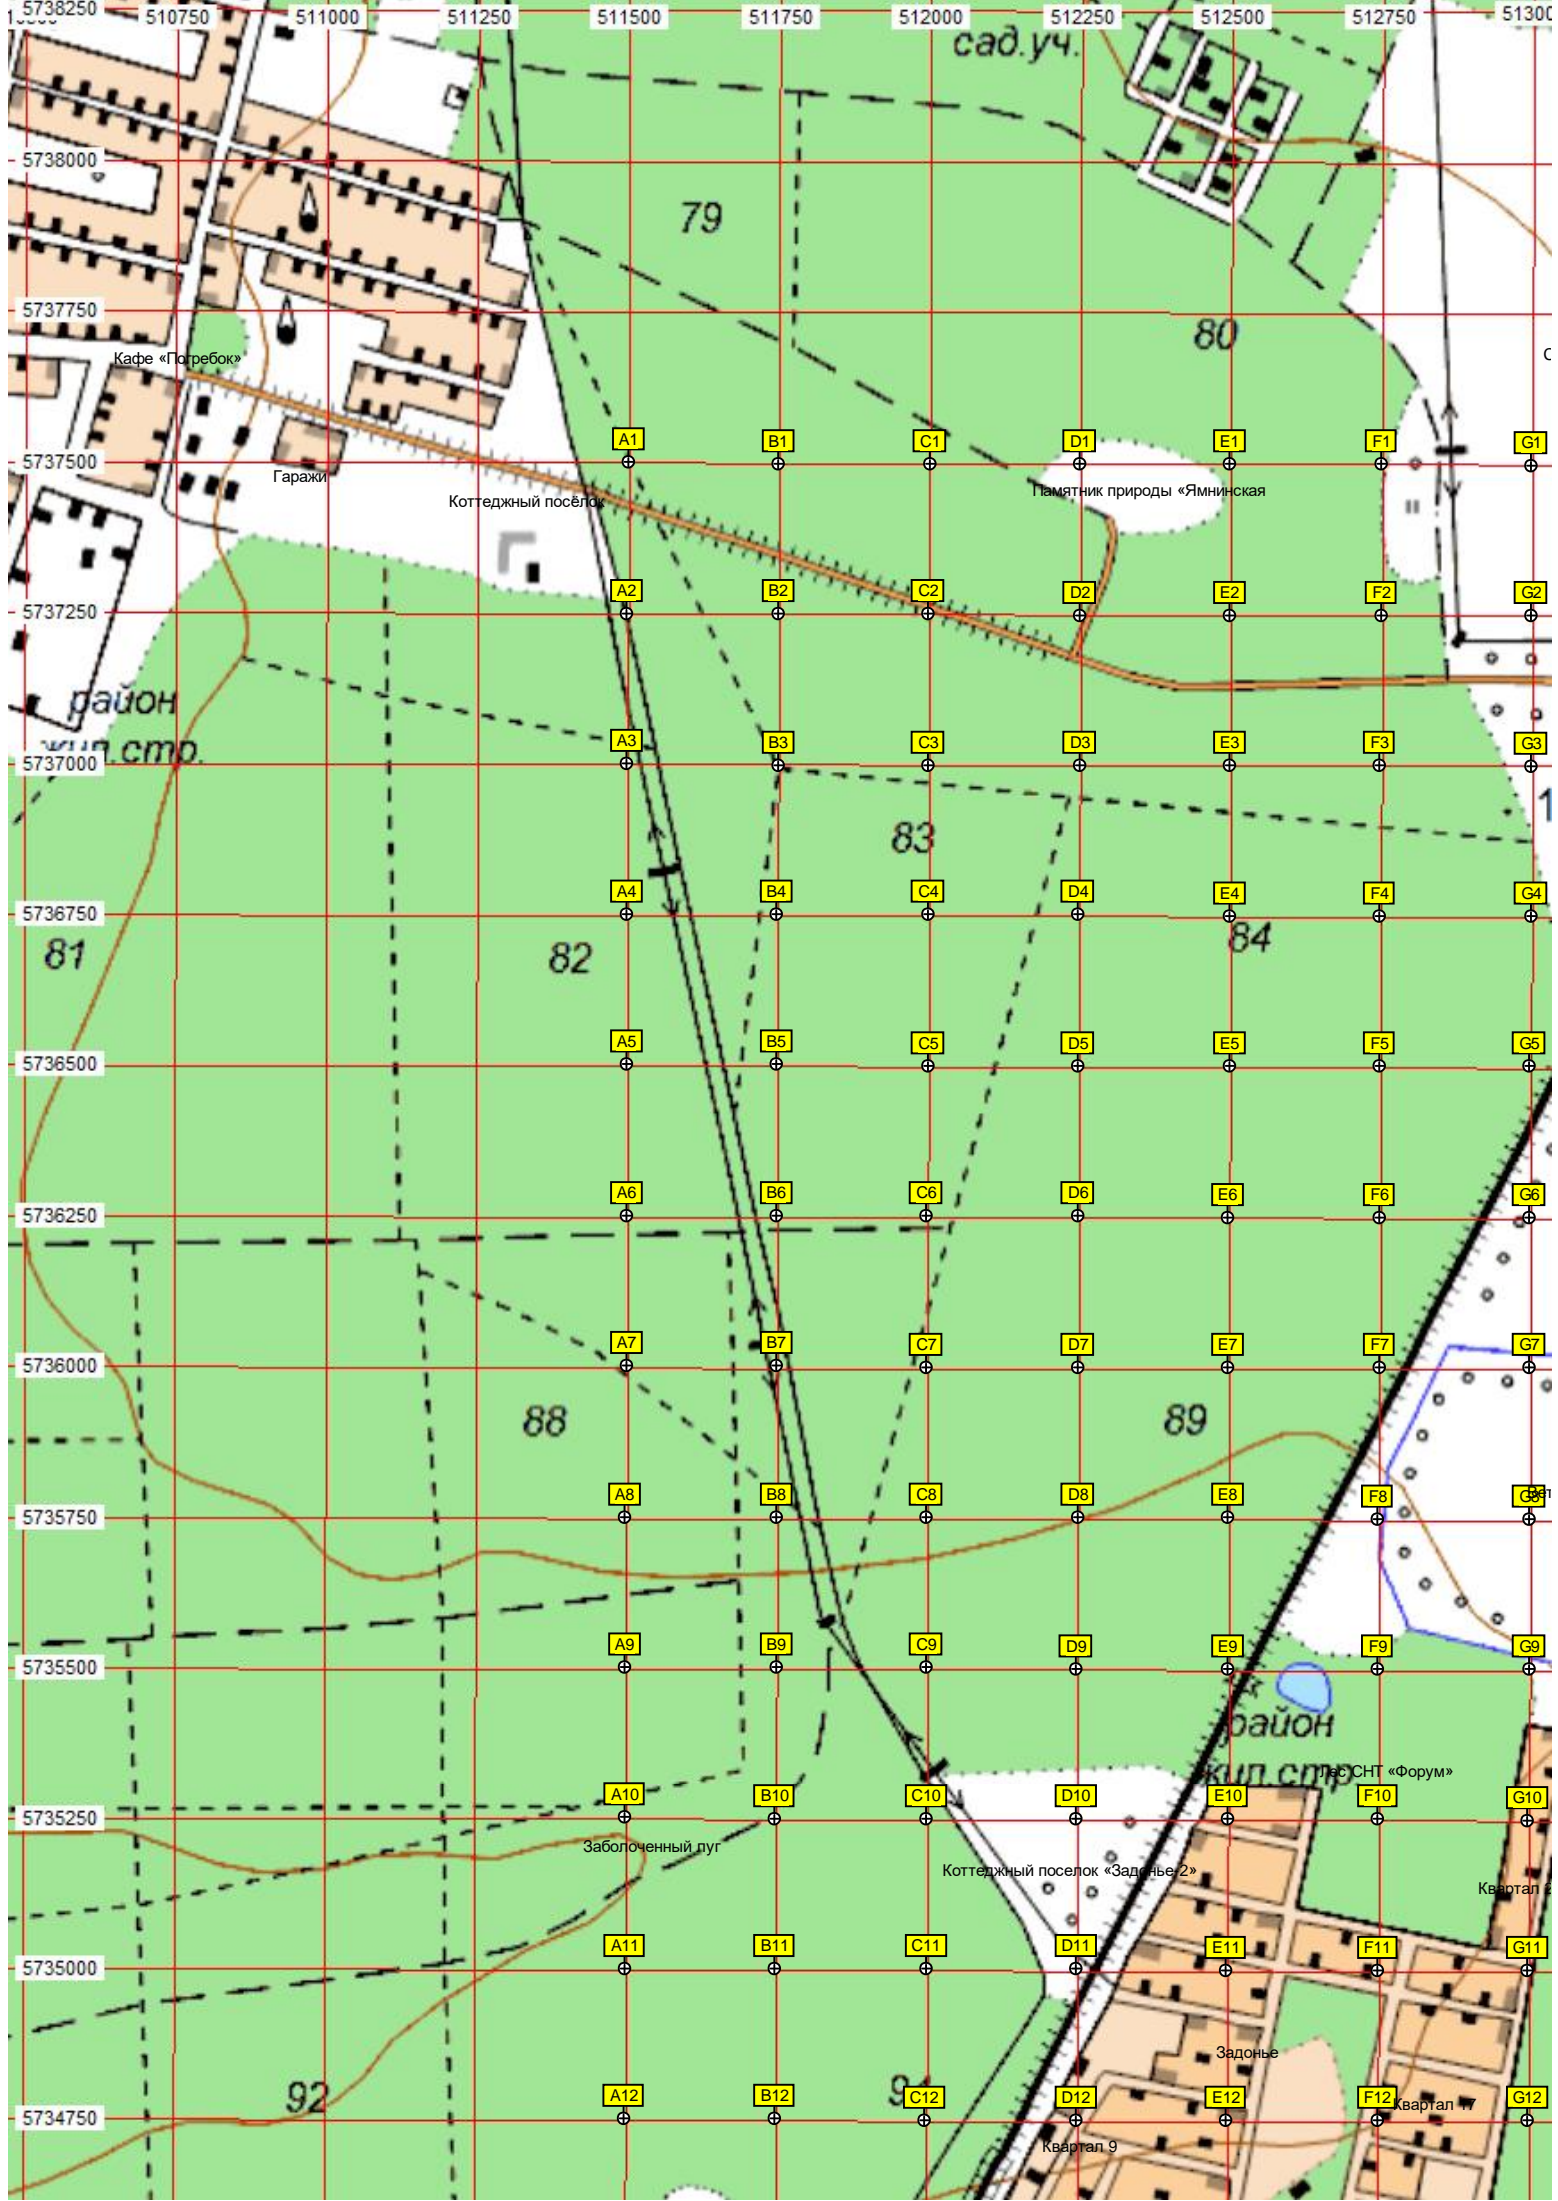 5738250
510750 511000 511250 511500 511750 512000 512250 512500 512750
сад.уч.
5738000
79
5737750
80
Кафе «Погребок»
A1 B1 C1 D1 E1 F1 G1
5737500
Гаражи
Коттеджный посёлок
Памятник природы «Ямнинская
A2 B2 C2 D2 E2 F2 G2
5737250
район
жил.стр.
A3 B3 C3 D3 E3 F3 G3
5737000
83
A4 B4 C4 D4 E4 F4 G4
5736750
81 82 84
A5 B5 C5 D5 E5 F5 G5
5736500
A6 B6 C6 D6 E6 F6 G6
5736250
A7 B7 C7 D7 E7 F7 G7
5736000
88 89
A8 B8 C8 D8 E8 F8 G8
5735750
A9 B9 C9 D9 E9 F9 G9
5735500
район
жил.стр.
Лес СНТ «Форум»
A10 B10 C10 D10 E10 F10 G10
5735250
Заболоченный луг
Коттеджный поселок «Задонье-2»
Квартал
A11 B11 C11 D11 E11 F11 G11
5735000
Задонье
92
A12 B12 C12 D12 E12 F12 G12
Квартал 17
5734750
Квартал 9